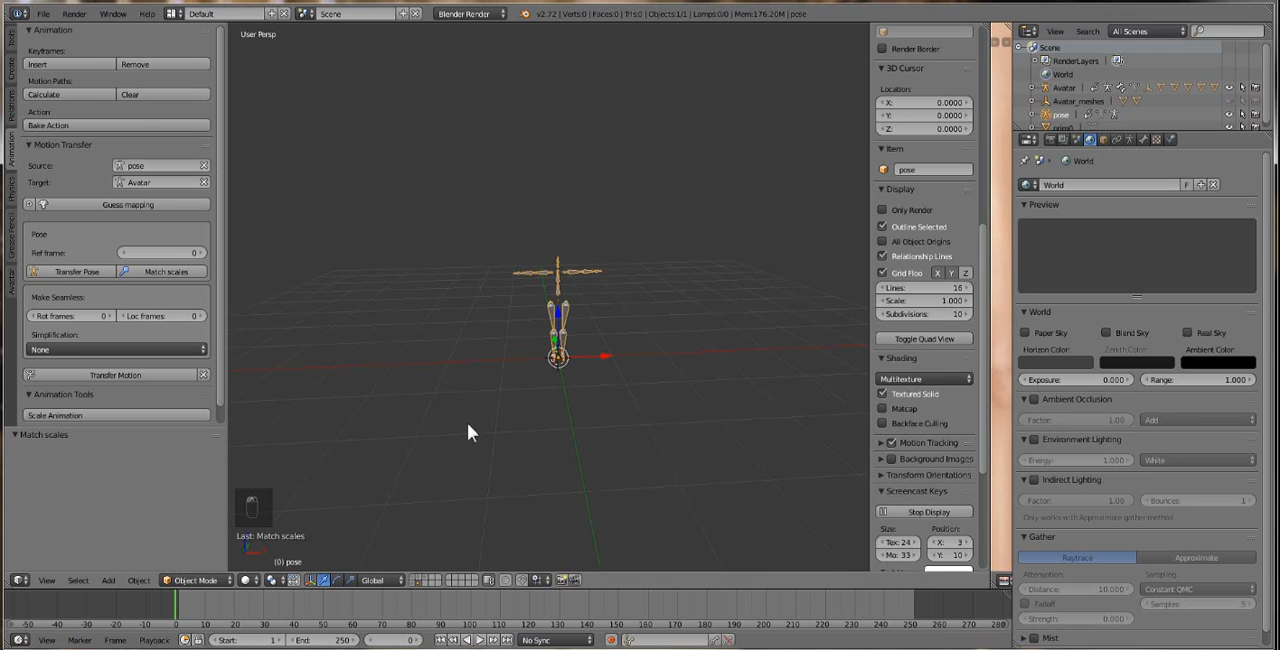 Render Window Help Default Scene Blender Render v2.72 | Verts:0 | Faces:0 | Tris:0 | Objects:1/1 | Lamps:0/0 | Mem:176.20M | pose
Tools
Create
Relations
Animation
Physics
Grease Pencil
Avastar
Animation
Keyframes:
Insert Remove
Motion Paths:
Calculate Clear
Action:
Bake Action
Motion Transfer
Source: pose
Target: Avatar
Guess mapping
Pose
Ref frame: 0
Transfer Pose Match scales
Make Seamless:
Rot frames: 0 Loc frames: 0
Simplification:
None
Transfer Motion
Animation Tools
Scale Animation
Match scales
User Persp
Last: Match scales
(0) pose
View Select Add Object Object Mode Global
Render Border
3D Cursor
Location:
X: 0.0000
Y: 0.0000
Z: 0.0000
Item
pose
Display
Only Render
Outline Selected
All Object Origins
Relationship Lines
Grid Floo X Y Z
Lines: 16
Scale: 1.000
Subdivisions: 10
Toggle Quad View
Shading
Multitexture
Textured Solid
Matcap
Backface Culling
Motion Tracking
Background Images
Transform Orientations
Screencast Keys
Stop Display
Size: Position:
Tex: 24 X: 3
Mo: 33 Y: 10
View Search All Scenes
Scene
RenderLayers
World
Avatar
Avatar_meshes
pose
World
World F
Preview
World
Paper Sky Blend Sky Real Sky
Horizon Color: Zenith Color: Ambient Color:
Exposure: 0.000 Range: 1.000
Ambient Occlusion
Factor: 1.00 Add
Environment Lighting
Energy: 1.000 White
Indirect Lighting
Factor: 1.00 Bounces: 1
Only works with Approximate gather method
Gather
Raytrace Approximate
Attenuation: Sampling:
Distance: 10.000 Constant QMC
Falloff Samples: 5
Strength: 0.000
Mist
-50 -40 -30 -20 -10 0 10 20 30 40 50 60 70 80 90 100 110 120 130 140 150 160 170 180 190 200 210 220 230 240 250 260 270 280
View Marker Frame Playback Start: 1 End: 250 0 No Sync